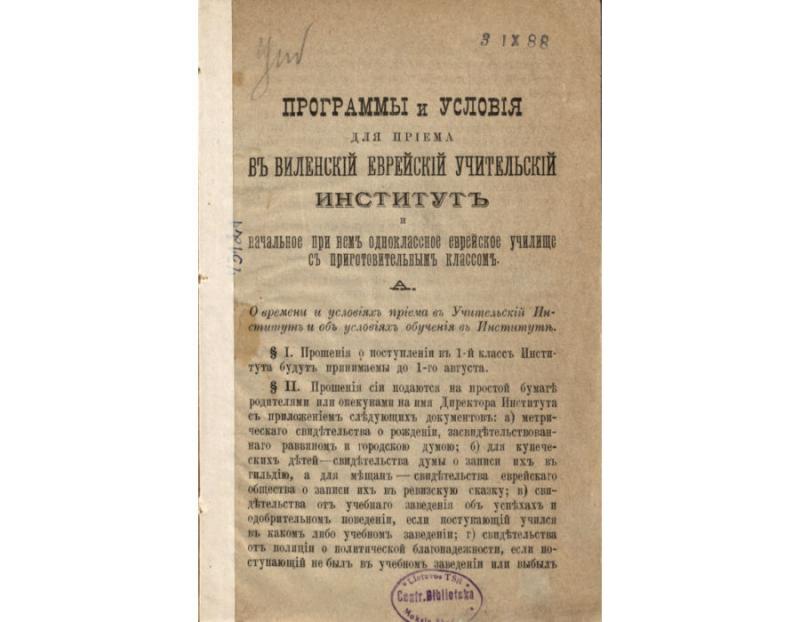 3 IX 88
ПРОГРАММЫ и УСЛОВІЯ
ДЛЯ ПРІЕМА
ВЪ ВИЛЕНСКІЙ ЕВРЕЙСКІЙ УЧИТЕЛЬСКІЙ
ИНСТИТУТЪ
и
начальное при немъ одноклассное еврейское училище
съ приготовительнымъ классомъ.
А.
О времени и условіяхъ пріема въ Учительскій Ин-
ститутъ и объ условіяхъ обученія въ Институтѣ.
§ I. Прошенія о поступленіи въ 1-й классъ Инсти-
тута будутъ принимаемы до 1-го августа.
§ II. Прошенія сіи подаются на простой бумагѣ
родителями или опекунами на имя Директора Института
съ приложеніемъ слѣдующихъ документовъ: а) метри-
ческаго свидѣтельства о рожденіи, засвидѣтельствован-
наго раввиномъ и городскою думою; б) для купече-
скихъ дѣтей—свидѣтельства думы о записи ихъ въ
гильдію, а для мѣщанъ — свидѣтельства еврейскаго
общества о записи ихъ въ ревизскую сказку; в) сви-
дѣтельства отъ учебнаго заведенія объ успѣхахъ и
одобрительномъ поведеніи, если поступающій учился
въ какомъ либо учебномъ заведеніи; г) свидѣтельства
отъ полиціи о политической благонадежности, если по-
ступающій не былъ въ учебномъ заведеніи или выбылъ
Lietuvos TSR
Centr. Biblioteka